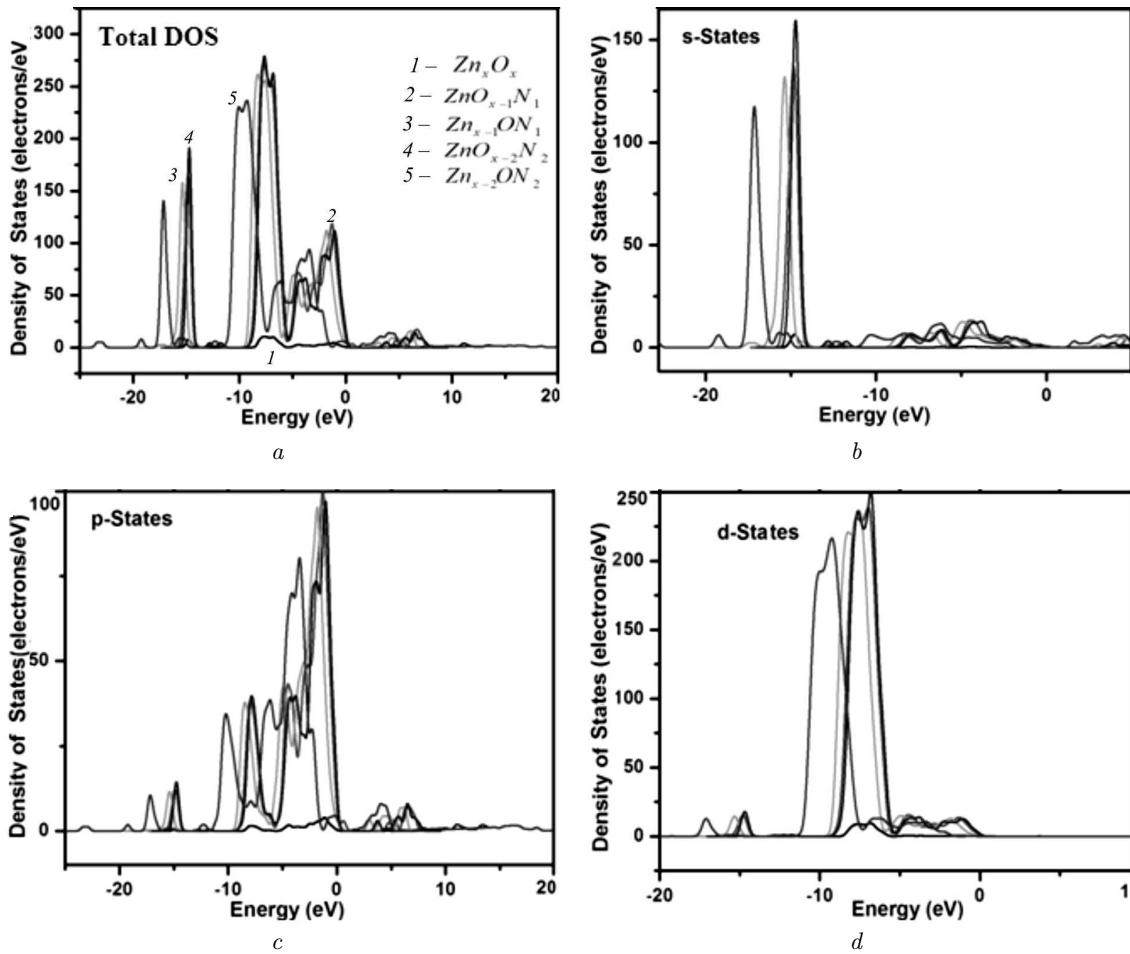 Total DOS
1 – Zn_xO_x
2 – ZnO_{x–1}N_1
3 – Zn_{x–1}ON_1
4 – ZnO_{x–2}N_2
5 – Zn_{x–2}ON_2
5
4
3
2
1
Density of States (electrons/eV
300
250
200
150
100
50
0
-20 -10 0 10 20
Energy (eV)
a
s-States
Density of States (electrons/eV)
150
100
50
0
-20 -10 0
Energy (eV)
b
p-States
Density of States(electrons/eV)
100
50
0
-20 -10 0 10 20
Energy (eV)
c
d-States
Density of States (electrons/eV)
250
200
150
100
50
0
-20 -10 0 1
Energy (eV)
d